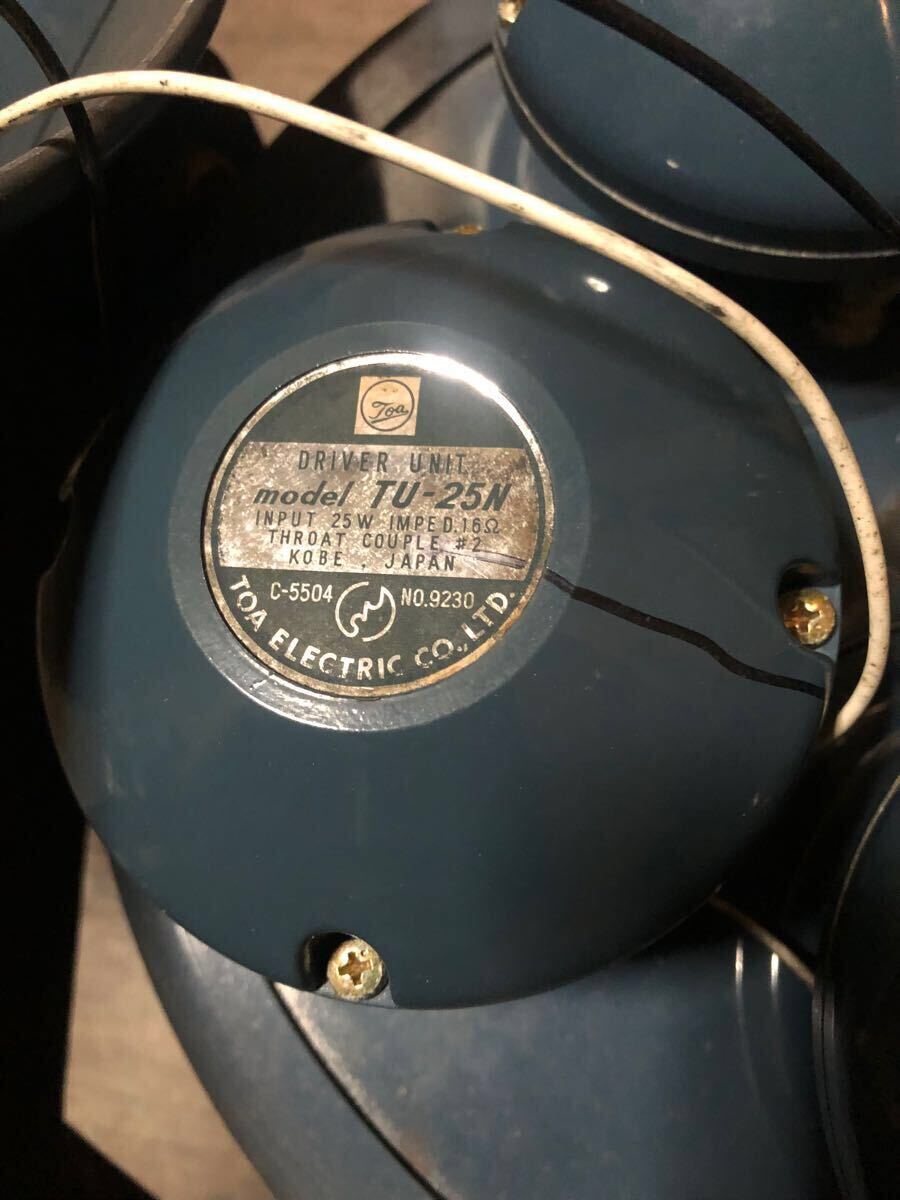 Toa
DRIVER UNIT
model TU-25N
INPUT 25W IMPED.16Ω
THROAT COUPLE #2
KOBE, JAPAN
C-5504 NO.9230
TOA ELECTRIC CO.,LTD.